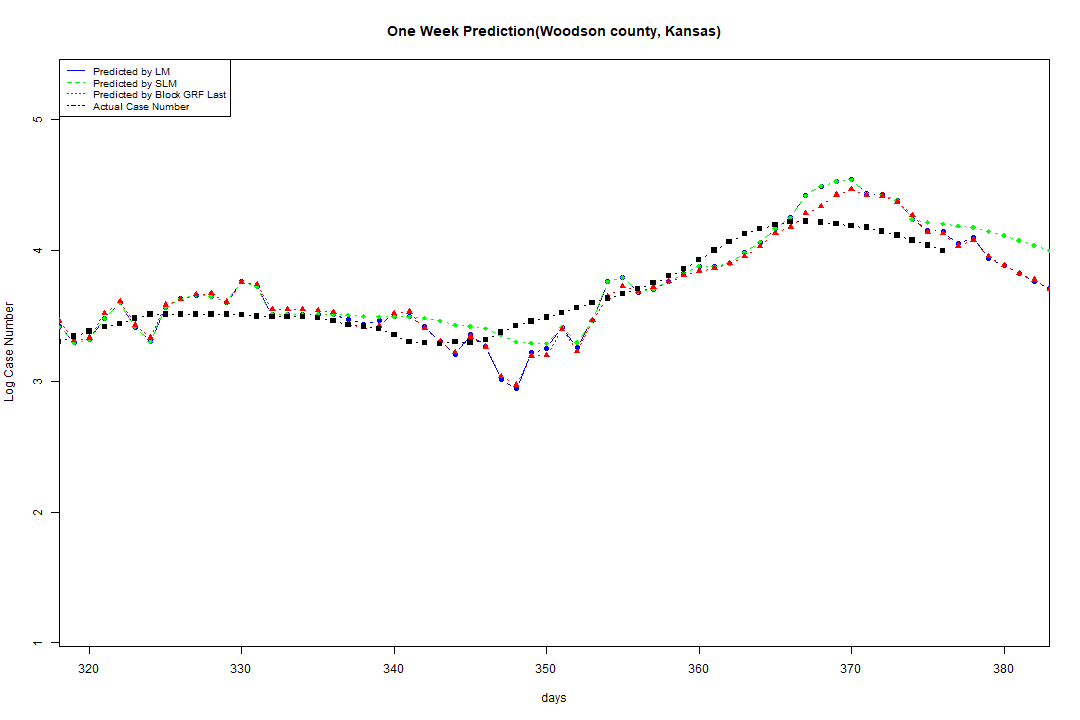 One Week Prediction(Woodson county, Kansas)
Predicted by LM
Predicted by SLM
Predicted by Block GRF Last
Actual Case Number
5
4
3
2
1
Log Case Number
320 330 340 350 360 370 380
days